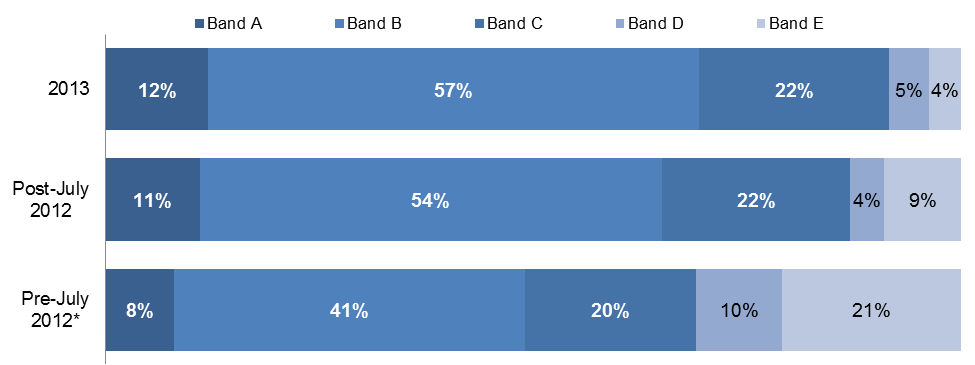 Band A Band B Band C Band D Band E
2013 12% 57% 22% 5% 4%
Post-July
2012 11% 54% 22% 4% 9%
Pre-July
2012* 8% 41% 20% 10% 21%